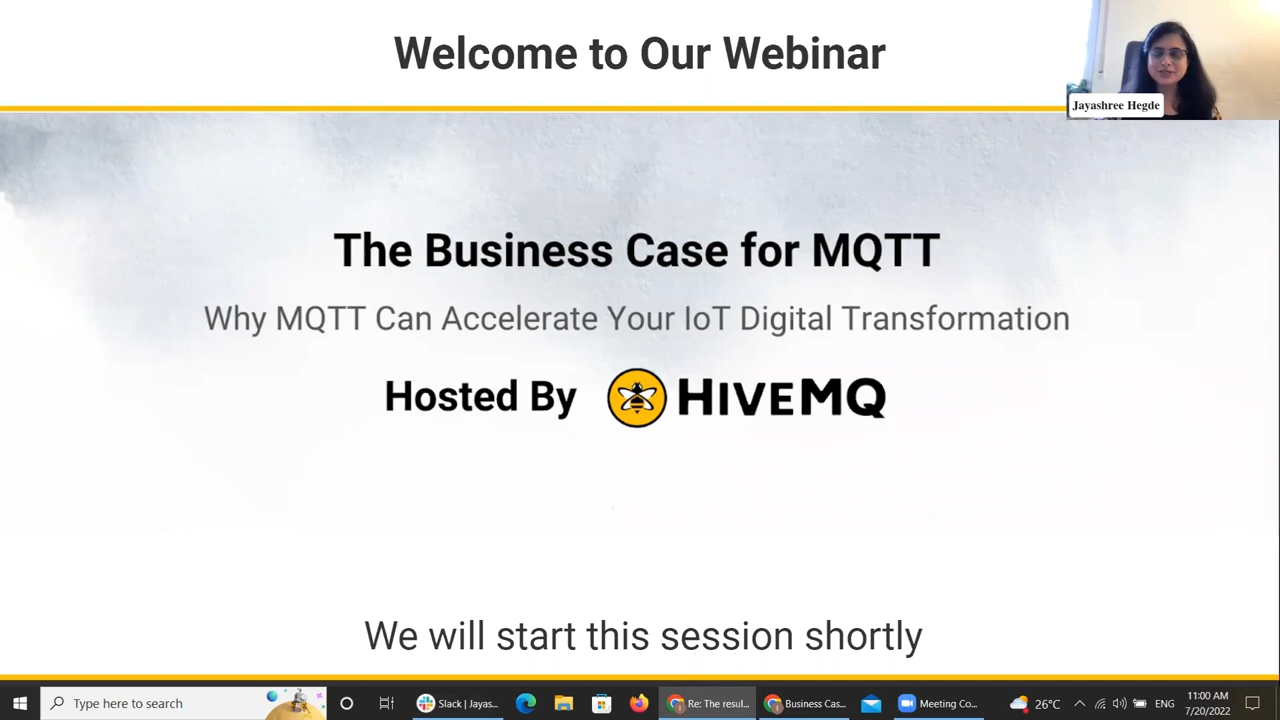 Welcome to Our Webinar
Jayashree Hegde
The Business Case for MQTT
Why MQTT Can Accelerate Your IoT Digital Transformation
Hosted By HIVEMQ
We will start this session shortly
Type here to search
Slack | Jayas...
Re: The resul...
Business Cas...
Meeting Co...
26°C
ENG
11:00 AM
7/20/2022